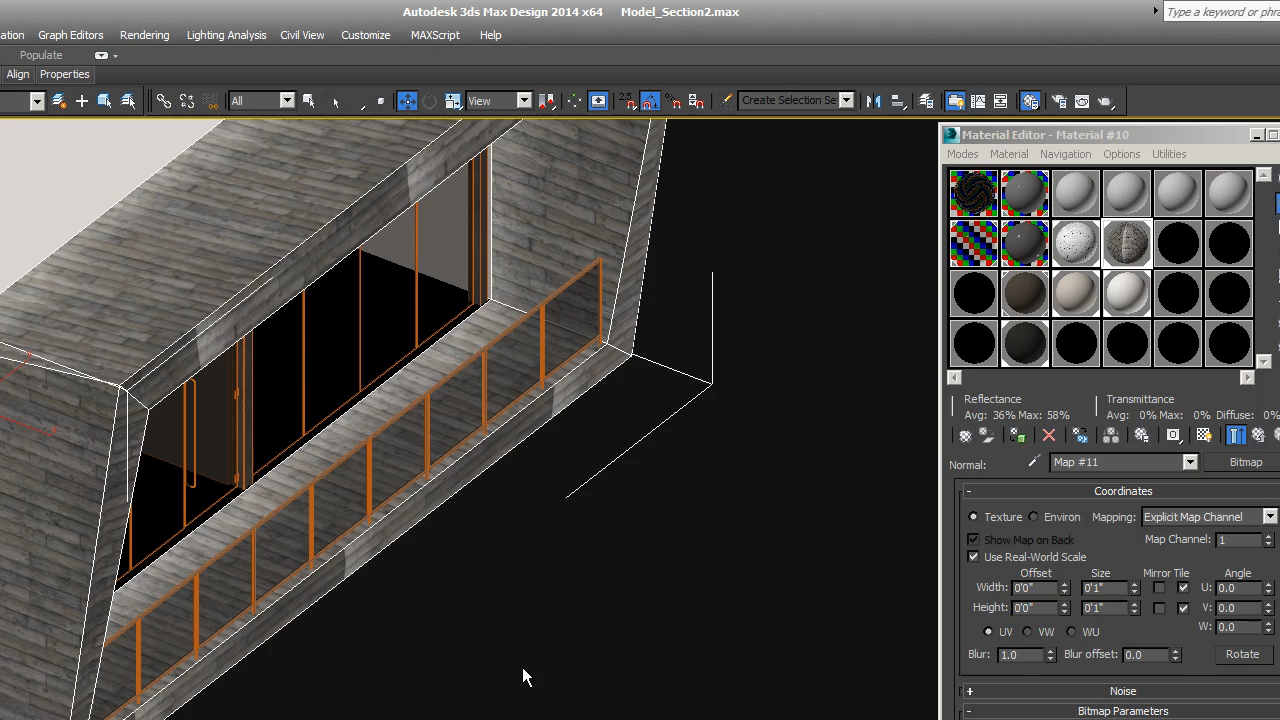 Autodesk 3ds Max Design 2014 x64 Model_Section2.max
Type a keyword or phra
ation Graph Editors Rendering Lighting Analysis Civil View Customize MAXScript Help
Populate
Align Properties
All View 2.5 Create Selection Se
Material Editor - Material #10
Modes Material Navigation Options Utilities
Reflectance Transmittance
Avg: 36% Max: 58% Avg: 0% Max: 0% Diffuse: 0%
Normal: Map #11 Bitmap
- Coordinates
Texture Environ Mapping: Explicit Map Channel
Show Map on Back Map Channel: 1
Use Real-World Scale
Offset Size Mirror Tile Angle
Width: 0'0" 0'1" U: 0.0
Height: 0'0" 0'1" V: 0.0
W: 0.0
UV VW WU
Blur: 1.0 Blur offset: 0.0 Rotate
+ Noise
- Bitmap Parameters